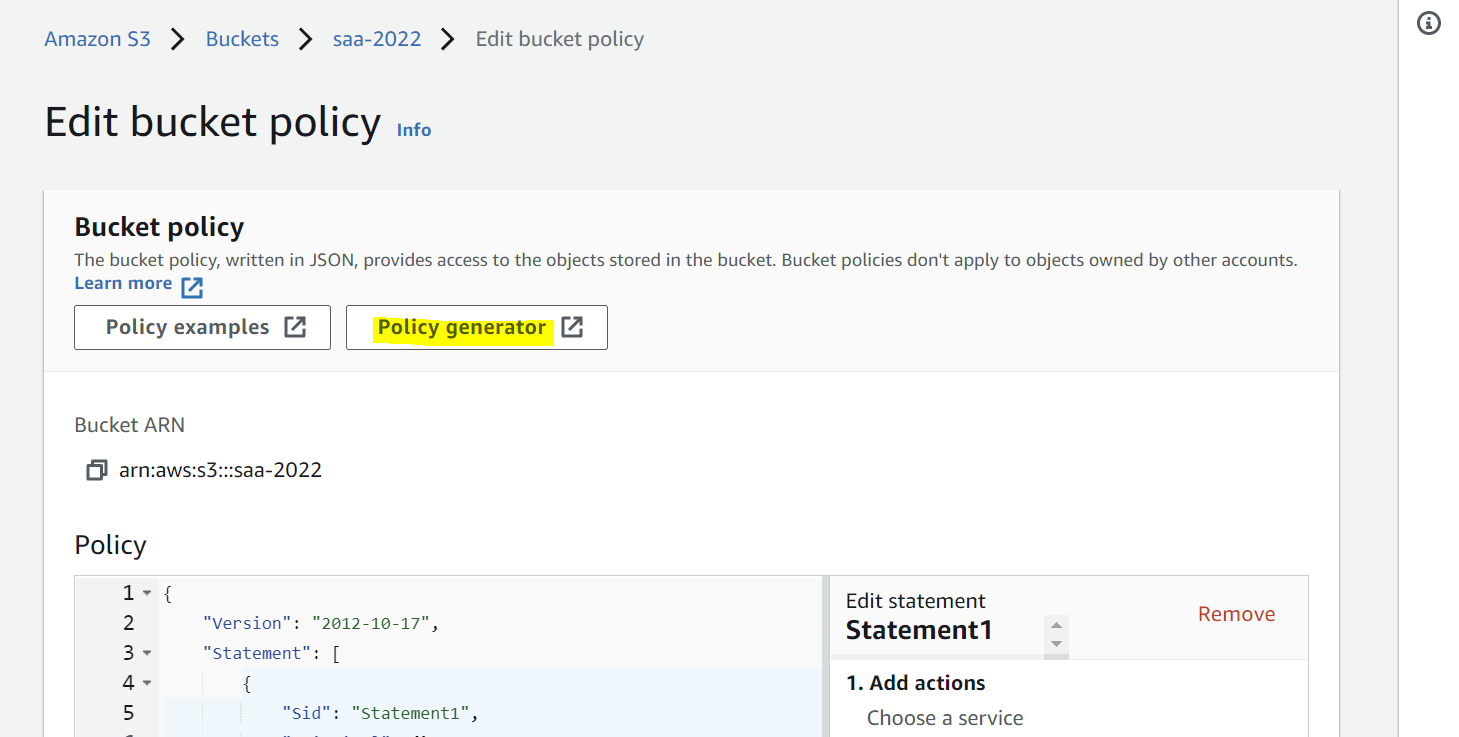 Amazon S3 > Buckets > saa-2022 > Edit bucket policy
Edit bucket policy Info
Bucket policy
The bucket policy, written in JSON, provides access to the objects stored in the bucket. Bucket policies don't apply to objects owned by other accounts.
Learn more
Policy examples Policy generator
Bucket ARN
arn:aws:s3:::saa-2022
Policy
1 {
2 "Version": "2012-10-17",
3 "Statement": [
4 {
5 "Sid": "Statement1",
Edit statement
Statement1
Remove
1. Add actions
Choose a service